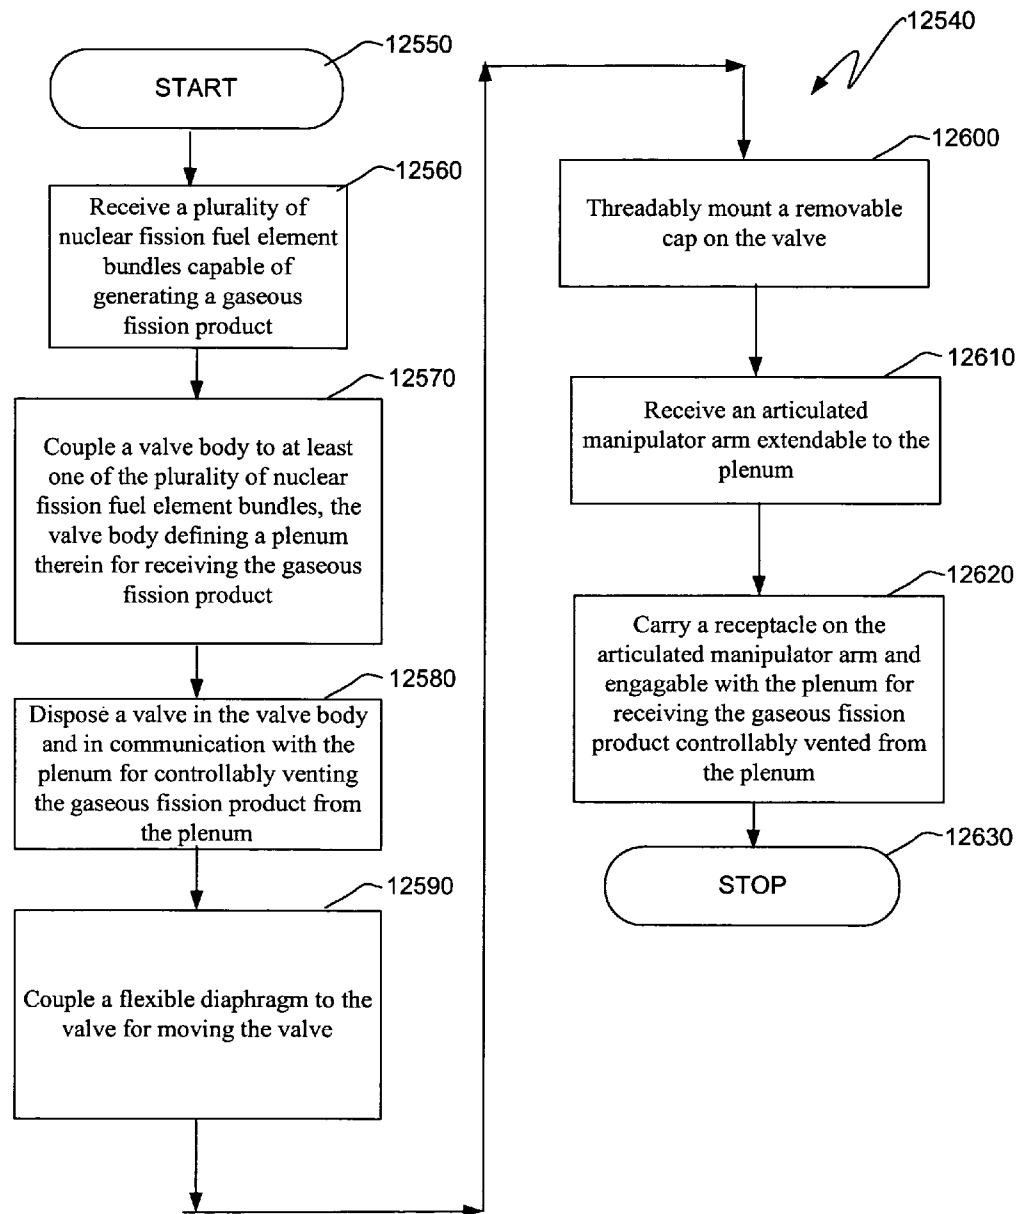 12550
START
12560
Receive a plurality of
nuclear fission fuel element
bundles capable of
generating a gaseous
fission product
12570
Couple a valve body to at least
one of the plurality of nuclear
fission fuel element bundles, the
valve body defining a plenum
therein for receiving the gaseous
fission product
12580
Dispose a valve in the valve body
and in communication with the
plenum for controllably venting
the gaseous fission product from
the plenum
12590
Couple a flexible diaphragm to the
valve for moving the valve
12540
12600
Threadably mount a removable
cap on the valve
12610
Receive an articulated
manipulator arm extendable to the
plenum
12620
Carry a receptacle on the
articulated manipulator arm and
engagable with the plenum for
receiving the gaseous fission
product controllably vented from
the plenum
12630
STOP